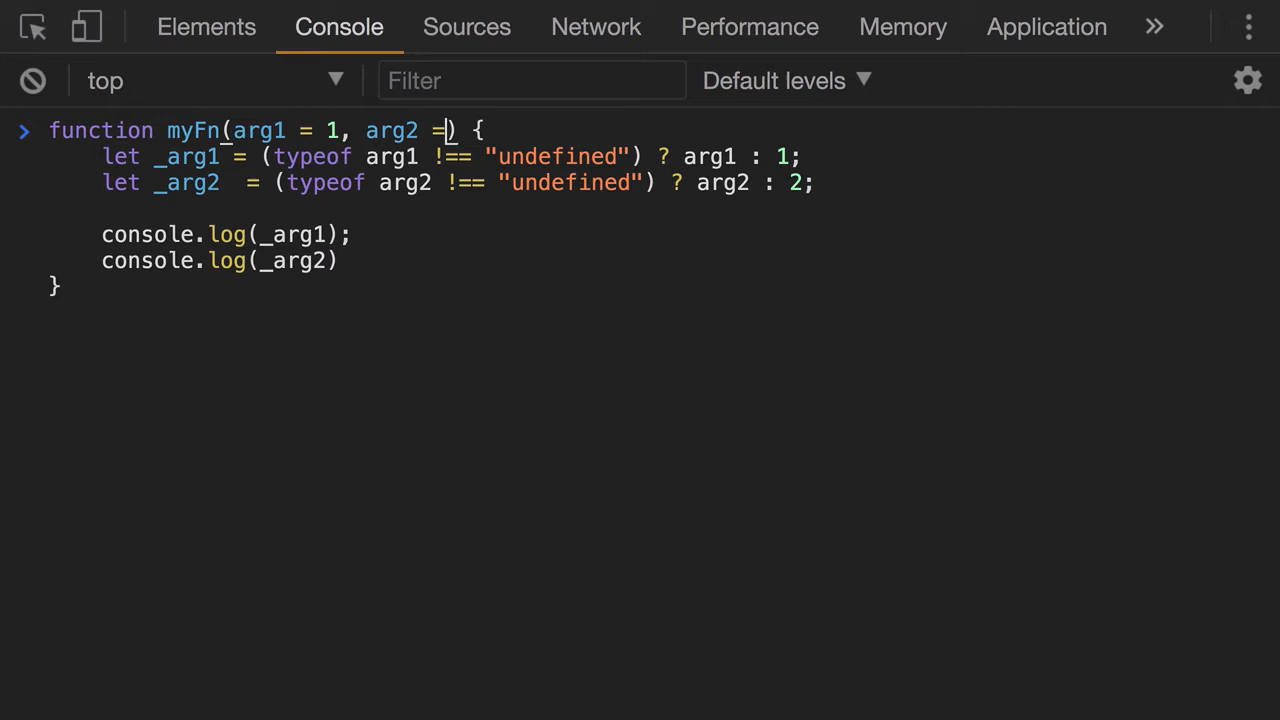 Elements Console Sources Network Performance Memory Application »
top Filter Default levels
> function myFn(arg1 = 1, arg2 =) {
let _arg1 = (typeof arg1 !== "undefined") ? arg1 : 1;
let _arg2  = (typeof arg2 !== "undefined") ? arg2 : 2;
console.log(_arg1);
console.log(_arg2)
}